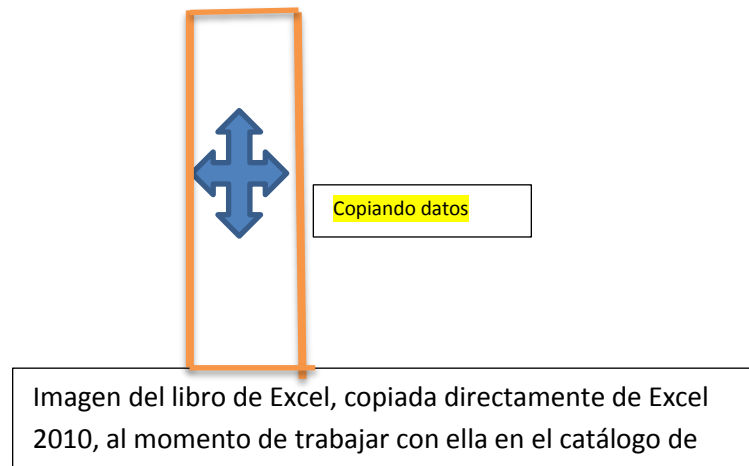 Copiando datos
Imagen del libro de Excel, copiada directamente de Excel
2010, al momento de trabajar con ella en el catálogo de